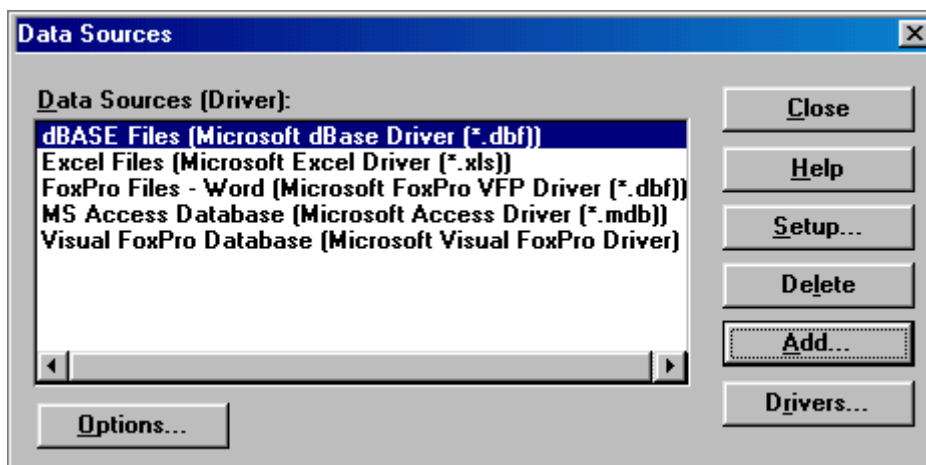 Data Sources
Data Sources (Driver):
dBASE Files (Microsoft dBase Driver (*.dbf))
Excel Files (Microsoft Excel Driver (*.xls))
FoxPro Files - Word (Microsoft FoxPro VFP Driver (*.dbf))
MS Access Database (Microsoft Access Driver (*.mdb))
Visual FoxPro Database (Microsoft Visual FoxPro Driver)
Close
Help
Setup...
Delete
Add...
Drivers...
Options...